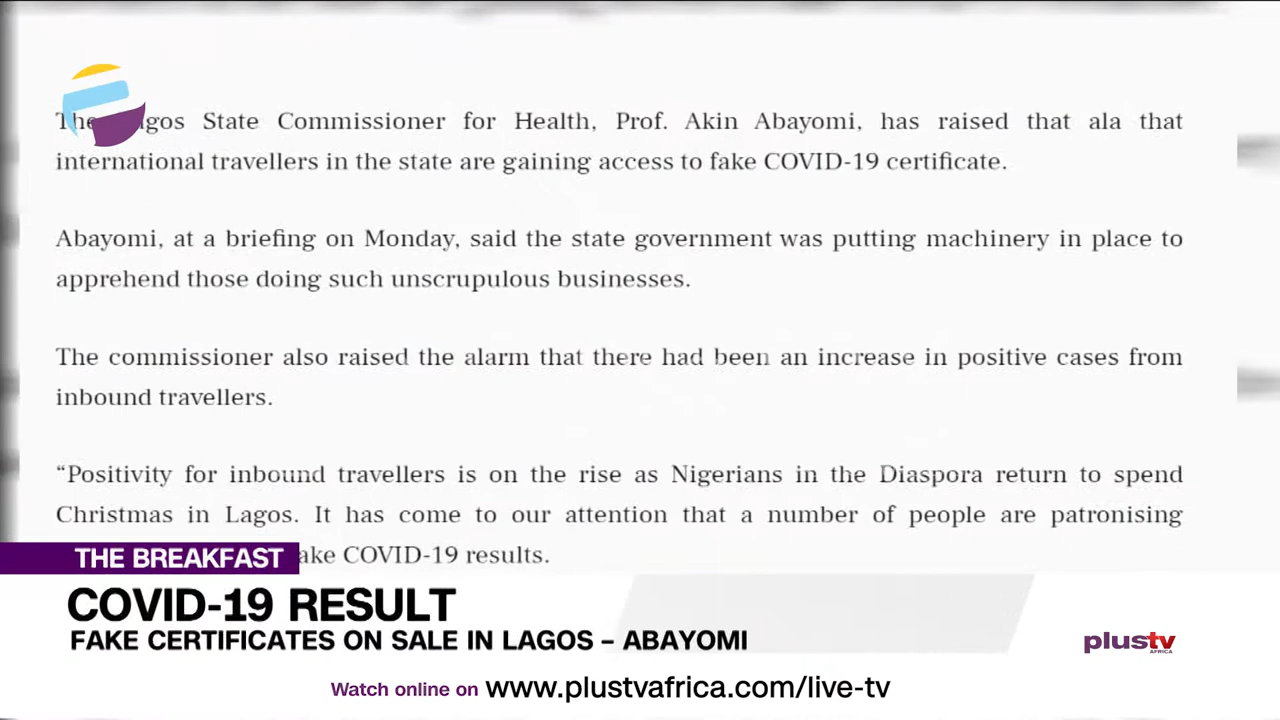 The agos State Commissioner for Health, Prof. Akin Abayomi, has raised that ala that
international travellers in the state are gaining access to fake COVID-19 certificate.
Abayomi, at a briefing on Monday, said the state government was putting machinery in place to
apprehend those doing such unscrupulous businesses.
The commissioner also raised the alarm that there had been an increase in positive cases from
inbound travellers.
“Positivity for inbound travellers is on the rise as Nigerians in the Diaspora return to spend
Christmas in Lagos. It has come to our attention that a number of people are patronising
ake COVID-19 results.
THE BREAKFAST
COVID-19 RESULT
FAKE CERTIFICATES ON SALE IN LAGOS – ABAYOMI
plustv
AFRICA
Watch online on www.plustvafrica.com/live-tv